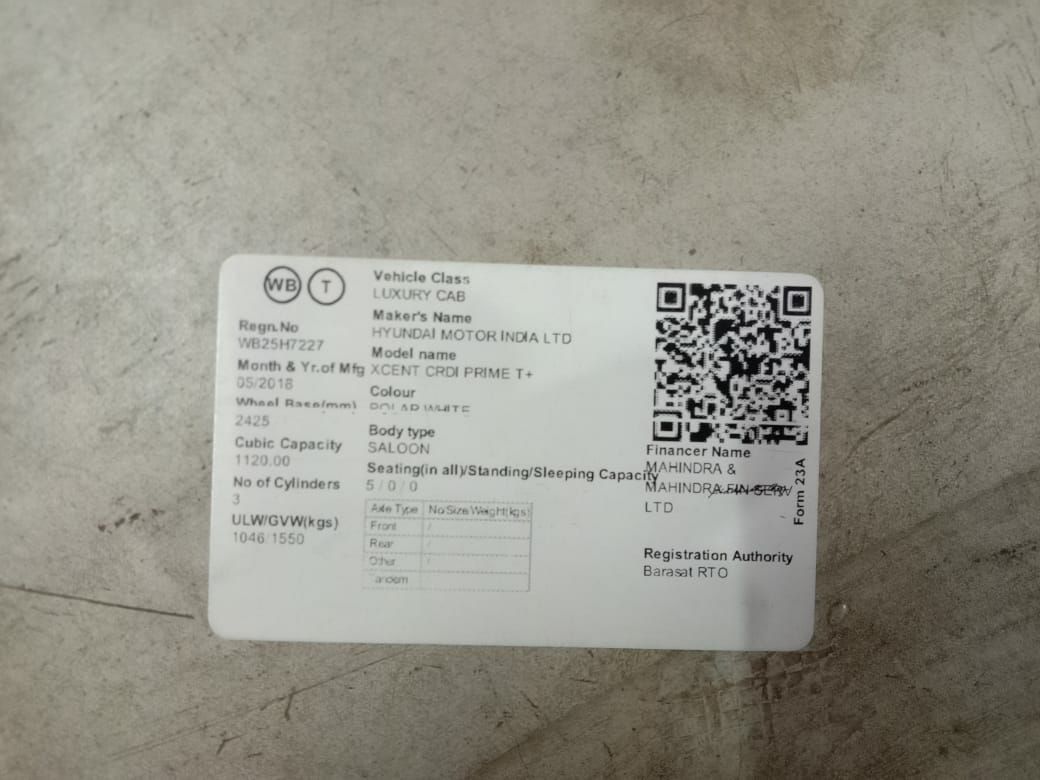 WB T
Regn.No
WB25H7227
Month & Yr.of Mfg
05/2018
Wheel Base(mm)
2425
Cubic Capacity
1120.00
No of Cylinders
3
ULW/GVW(kgs)
1046/1550
Vehicle Class
LUXURY CAB
Maker's Name
HYUNDAI MOTOR INDIA LTD
Model name
XCENT CRDI PRIME T+
Colour
POLAR WHITE
Body type
SALOON
Seating(in all)/Standing/Sleeping Capacity
5 / 0 / 0
Axle Type No Size Weight(kgs)
Front /
Rear /
Other /
Tandem
Financer Name
MAHINDRA &
MAHINDRA FIN SERV
LTD
Form 23A
Registration Authority
Barasat RTO